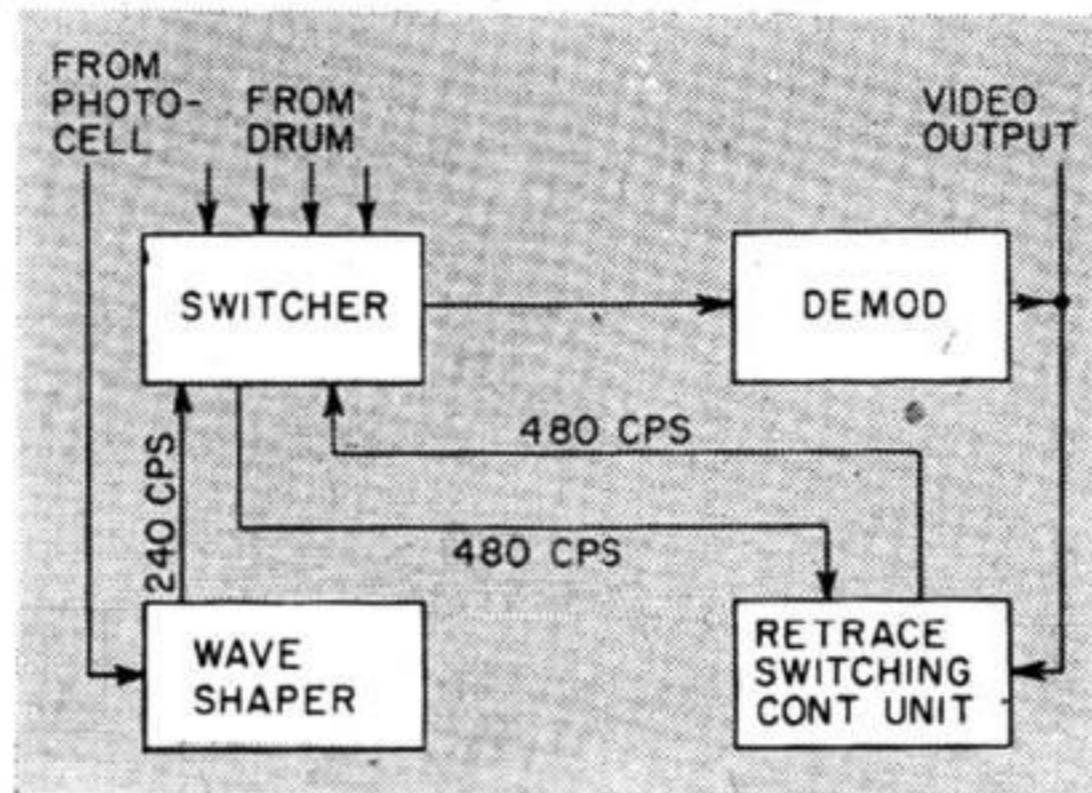 FROM
PHOTO-
CELL
FROM
DRUM
VIDEO
OUTPUT
SWITCHER
DEMOD
480 CPS
240 CPS
480 CPS
WAVE
SHAPER
RETRACE
SWITCHING
CONT UNIT